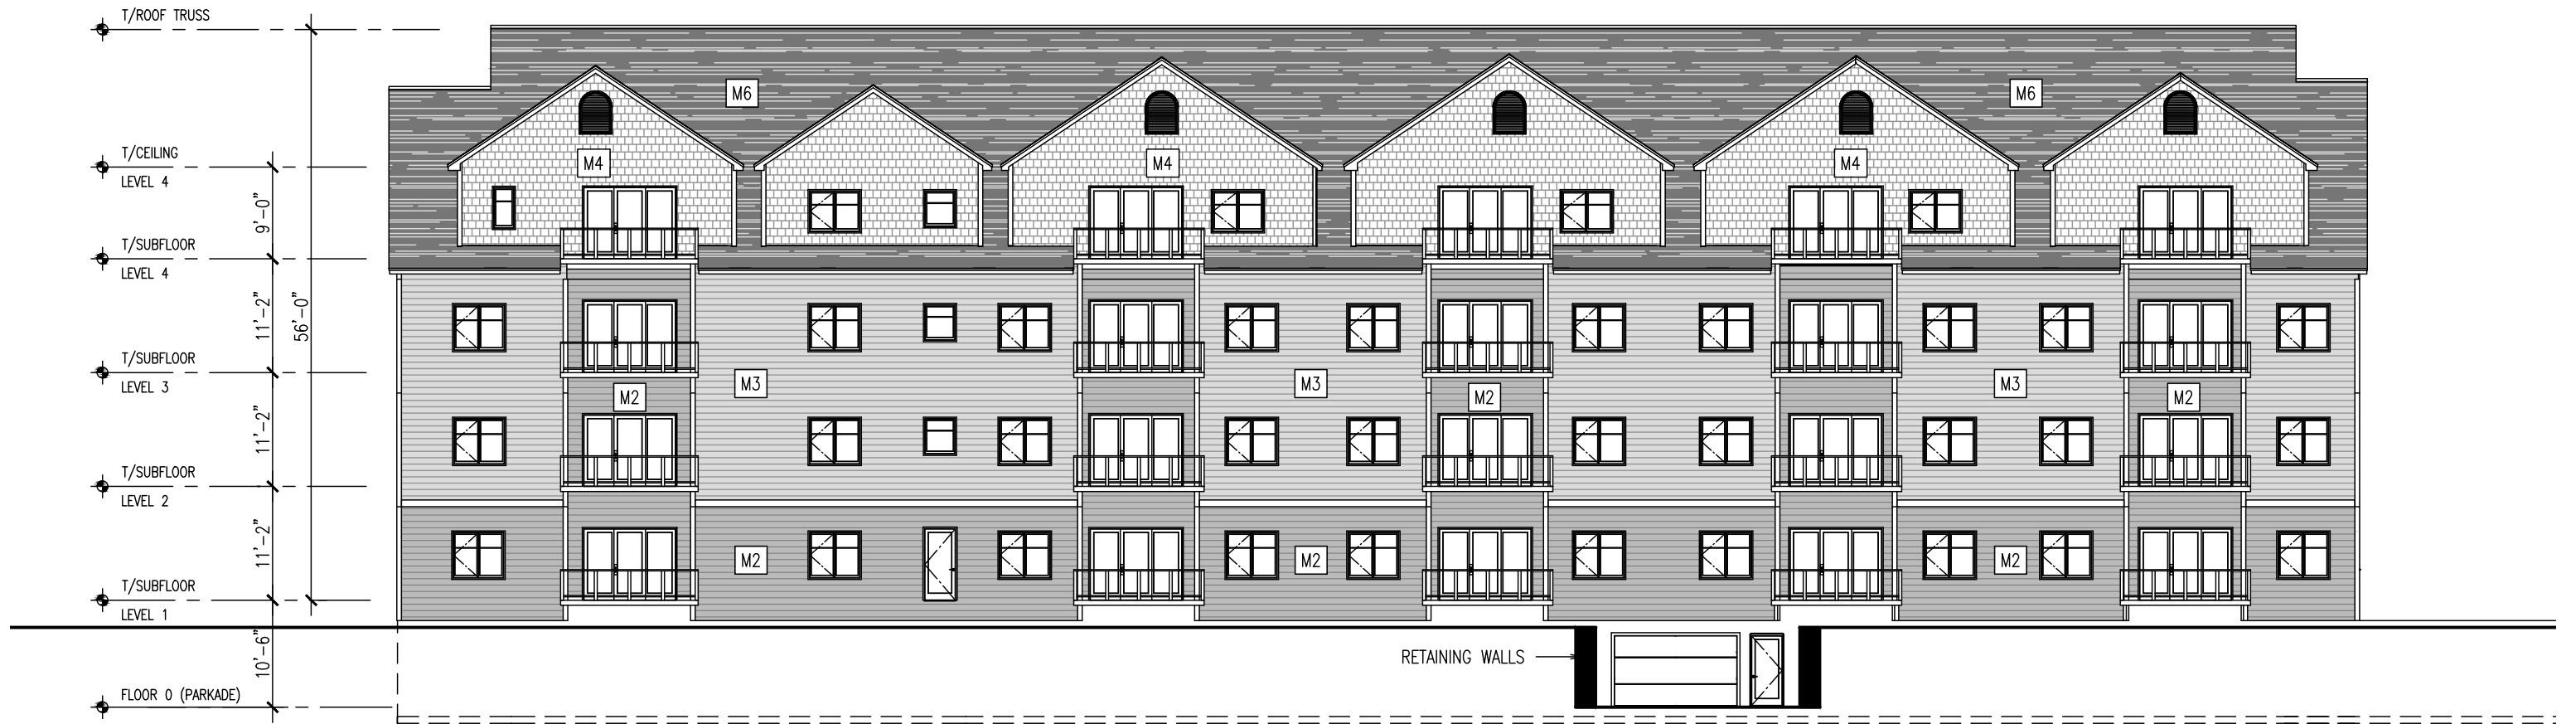 T/ROOF TRUSS
M6
M6
T/CEILING
LEVEL 4
M4
M4
M4
9'-0"
T/SUBFLOOR
LEVEL 4
11'-2"
56'-0"
T/SUBFLOOR
LEVEL 3
M3
M3
M3
M2
M2
M2
11'-2"
T/SUBFLOOR
LEVEL 2
11'-2"
M2
M2
M2
T/SUBFLOOR
LEVEL 1
10'-6"
RETAINING WALLS
FLOOR 0 (PARKADE)